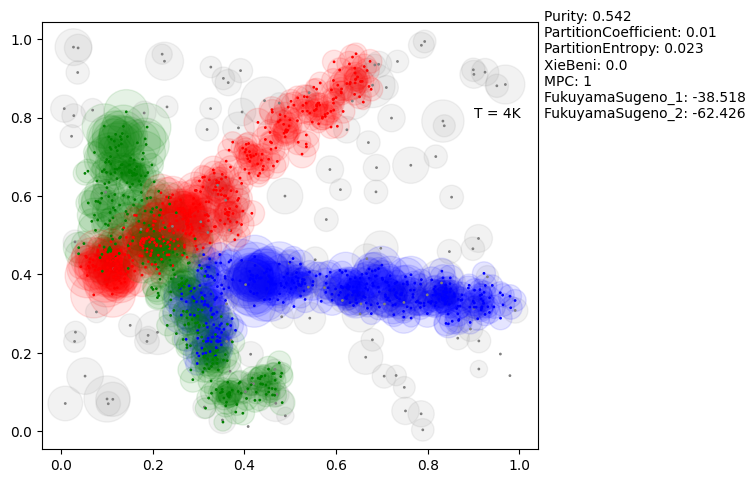 Purity: 0.542
PartitionCoefficient: 0.01
PartitionEntropy: 0.023
XieBeni: 0.0
MPC: 1
FukuyamaSugeno_1: -38.518
FukuyamaSugeno_2: -62.426
T = 4K
1.0
0.8
0.6
0.4
0.2
0.0
0.0 0.2 0.4 0.6 0.8 1.0